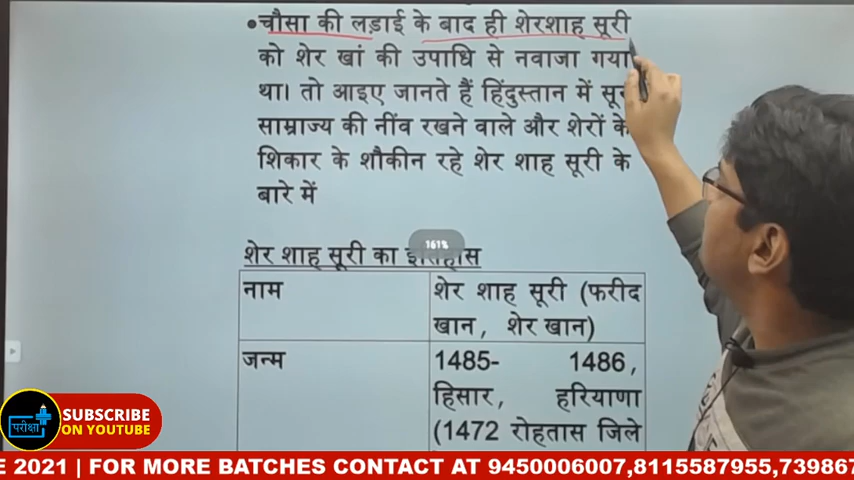 •चौसा की लड़ाई के बाद ही शेरशाह सूरी
को शेर खां की उपाधि से नवाजा गया
था। तो आइए जानते हैं हिंदुस्तान में सूर
साम्राज्य की नींव रखने वाले और शेरों के
शिकार के शौकीन रहे शेर शाह सूरी के
बारे में
161%
शेर शाह सूरी का इतिहास
नाम
शेर शाह सूरी (फरीद
खान, शेर खान)
जन्म
1485- 1486,
हिसार, हरियाणा
(1472 रोहतास जिले
परीक्षा
SUBSCRIBE
ON YOUTUBE
E 2021 | FOR MORE BATCHES CONTACT AT 9450006007,8115587955,739867